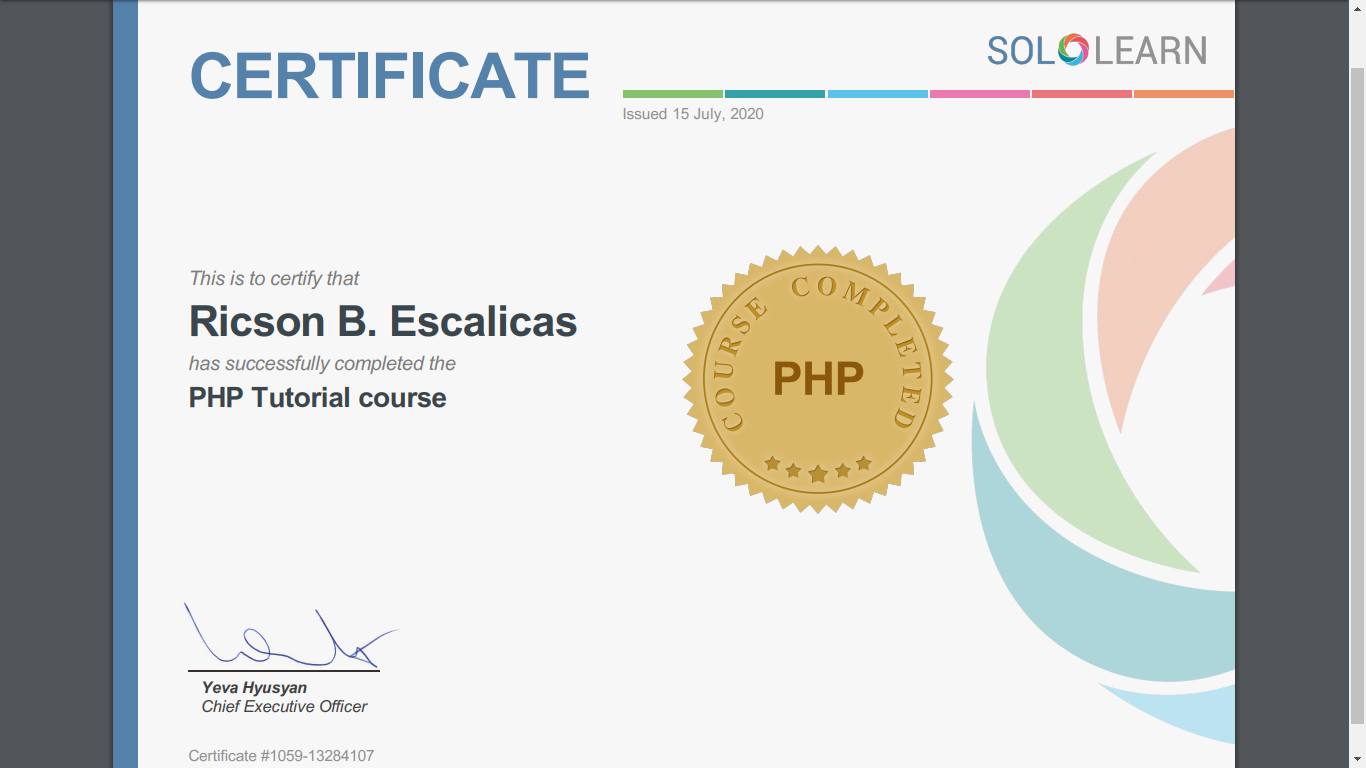 CERTIFICATE
SOLOLEARN
Issued 15 July, 2020
This is to certify that
Ricson B. Escalicas
has successfully completed the
PHP Tutorial course
COURSE COMPLETED
PHP
Yeva Hyusyan
Chief Executive Officer
Certificate #1059-13284107